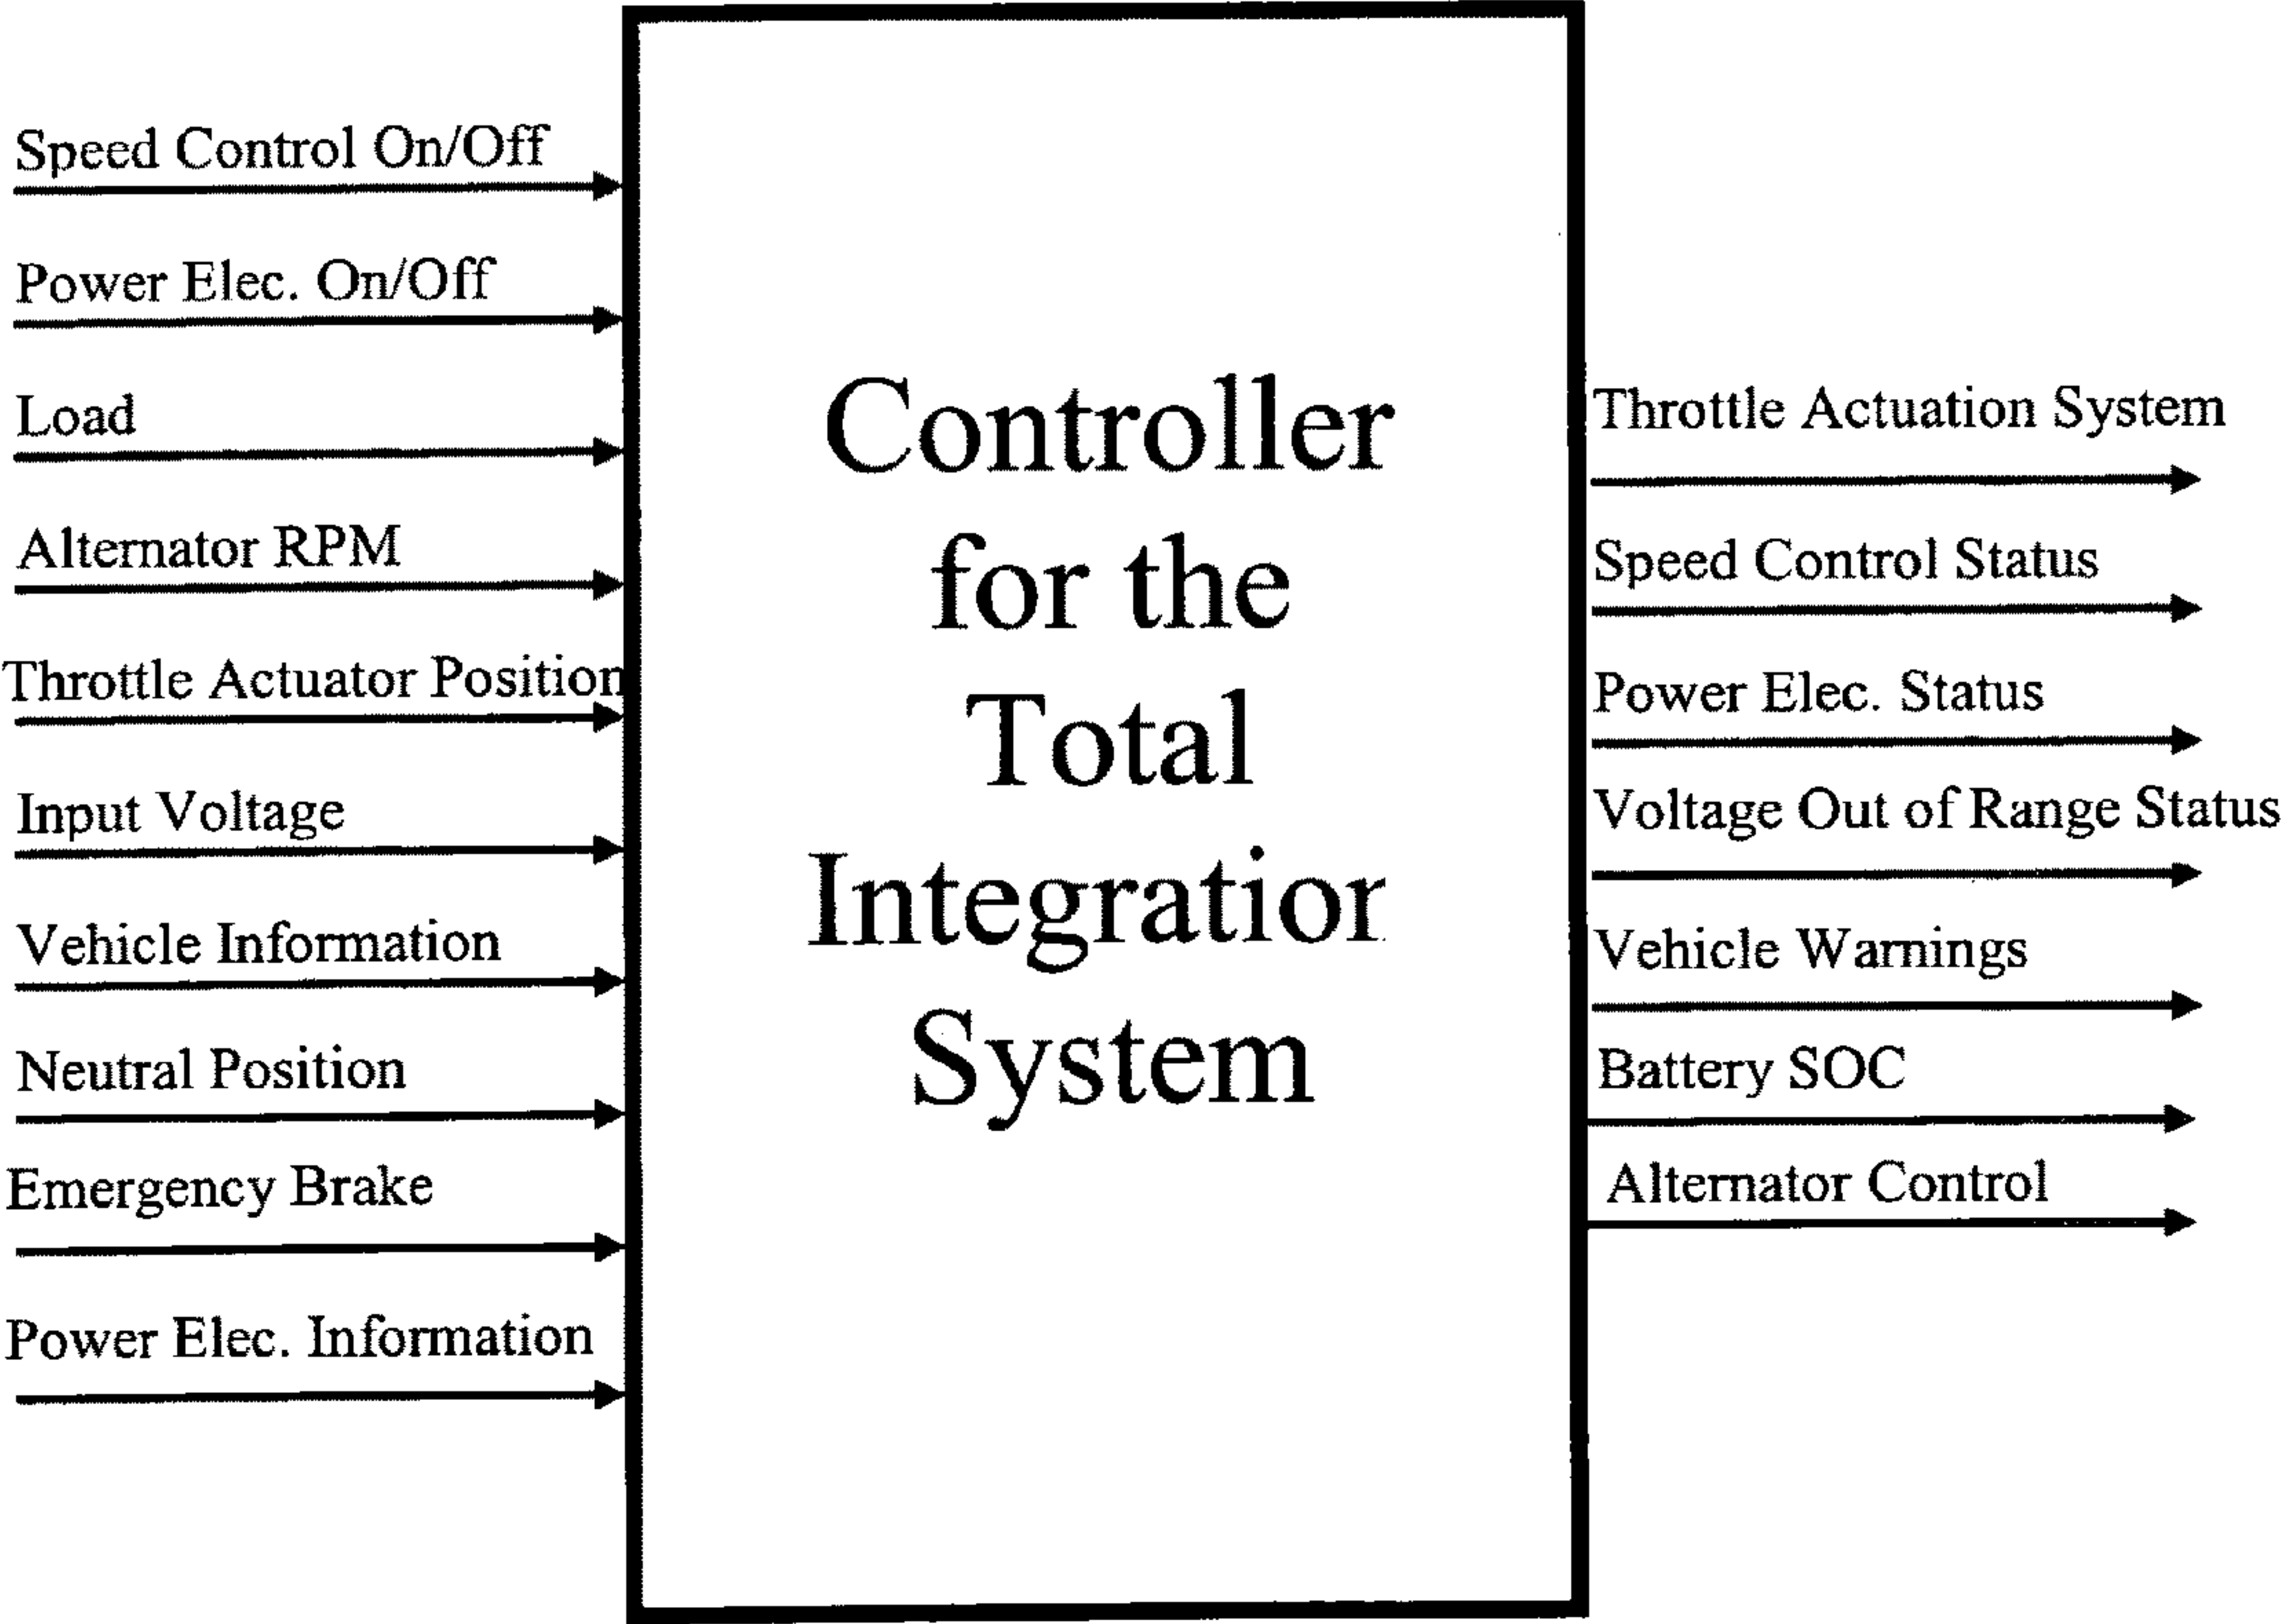 Speed Control On/Off
Power Elec. On/Off
Load
Alternator RPM
Throttle Actuator Position
Input Voltage
Vehicle Information
Neutral Position
Emergency Brake
Power Elec. Information
Controller
for the
Total
Integration
System
Throttle Actuation System
Speed Control Status
Power Elec. Status
Voltage Out of Range Status
Vehicle Warnings
Battery SOC
Alternator Control